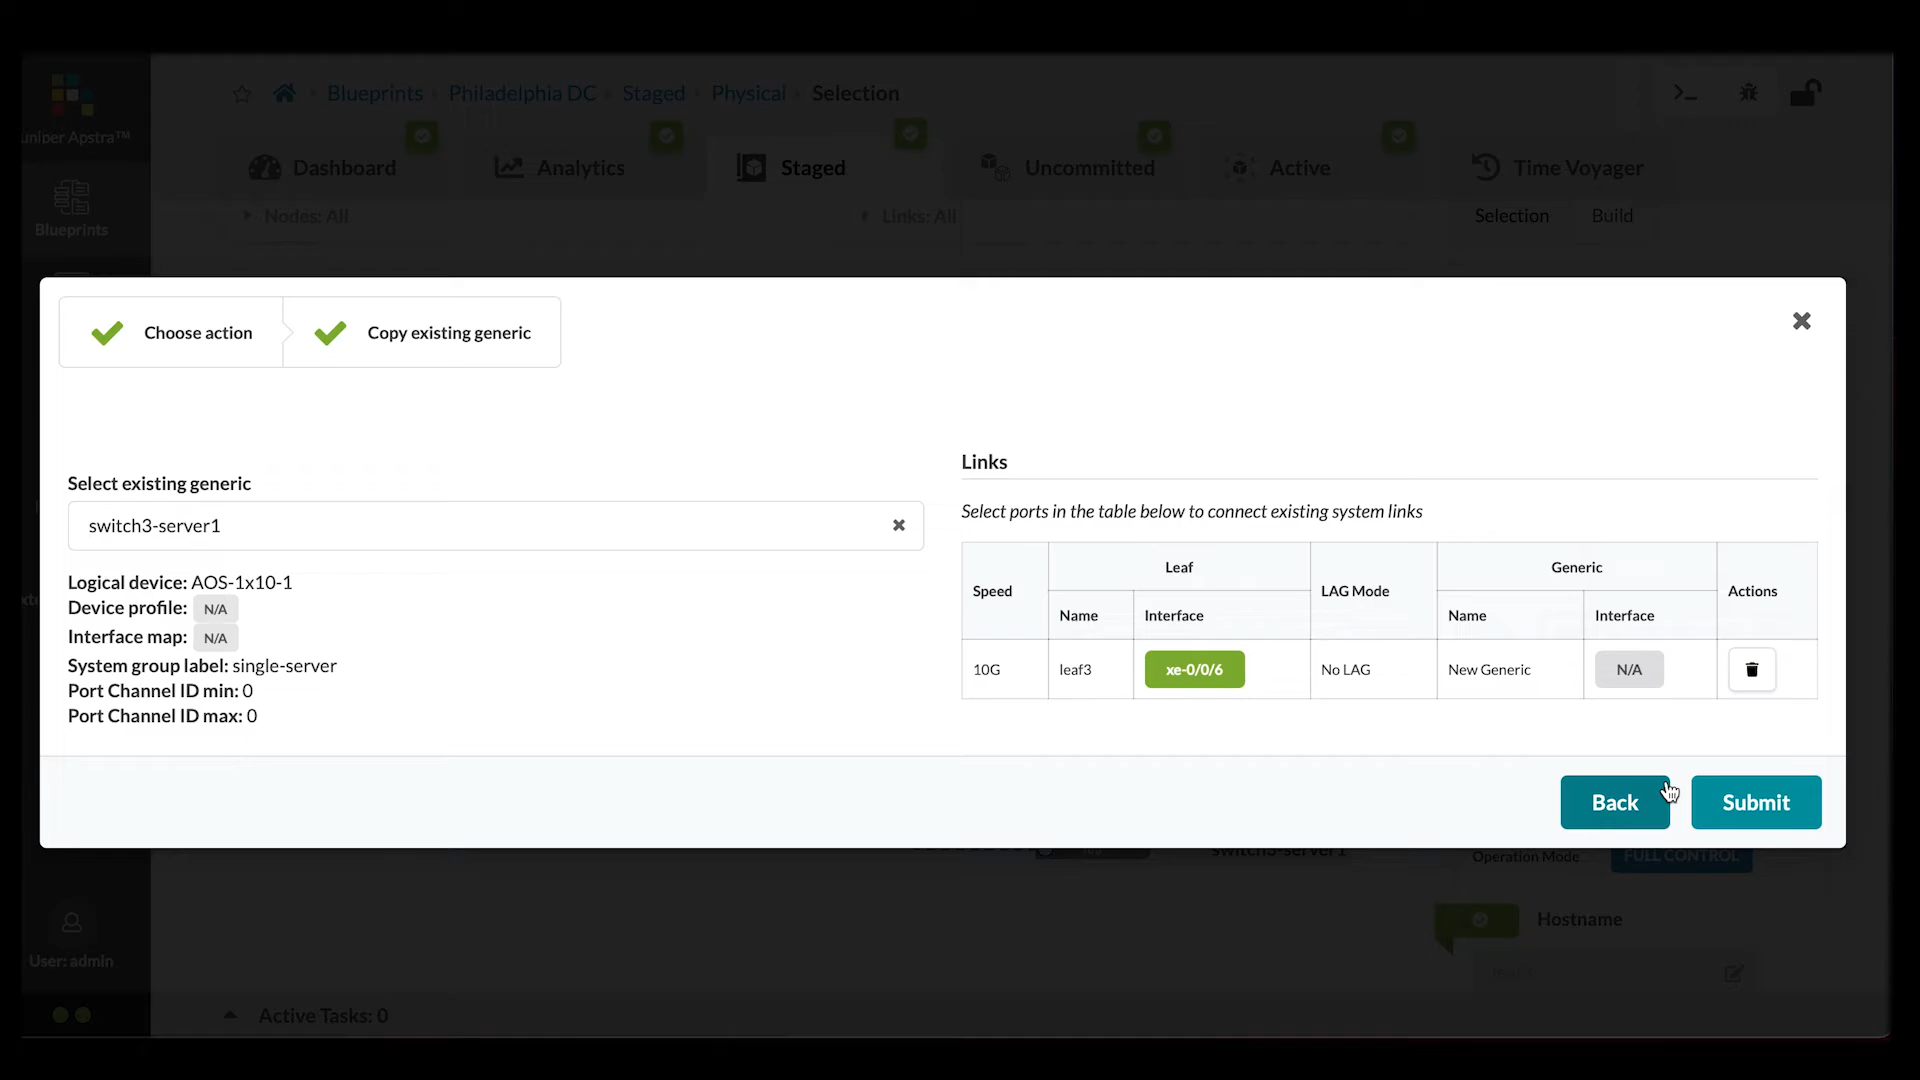 Blueprints Philadelphia DC Staged Physical Selection
uniper Apstra™
Dashboard Analytics Staged Uncommitted Active Time Voyager
Blueprints
Nodes: All Links: All Selection Build
Choose action Copy existing generic
Links
Select existing generic
Select ports in the table below to connect existing system links
switch3-server1
Speed Leaf LAG Mode Generic Actions
Name Interface Name Interface
10G leaf3 xe-0/0/6 No LAG New Generic N/A
Logical device: AOS-1x10-1
Device profile: N/A
Interface map: N/A
System group label: single-server
Port Channel ID min: 0
Port Channel ID max: 0
Back Submit
switch3-server1
Operation Mode FULL CONTROL
Hostname
User: admin
Active Tasks: 0